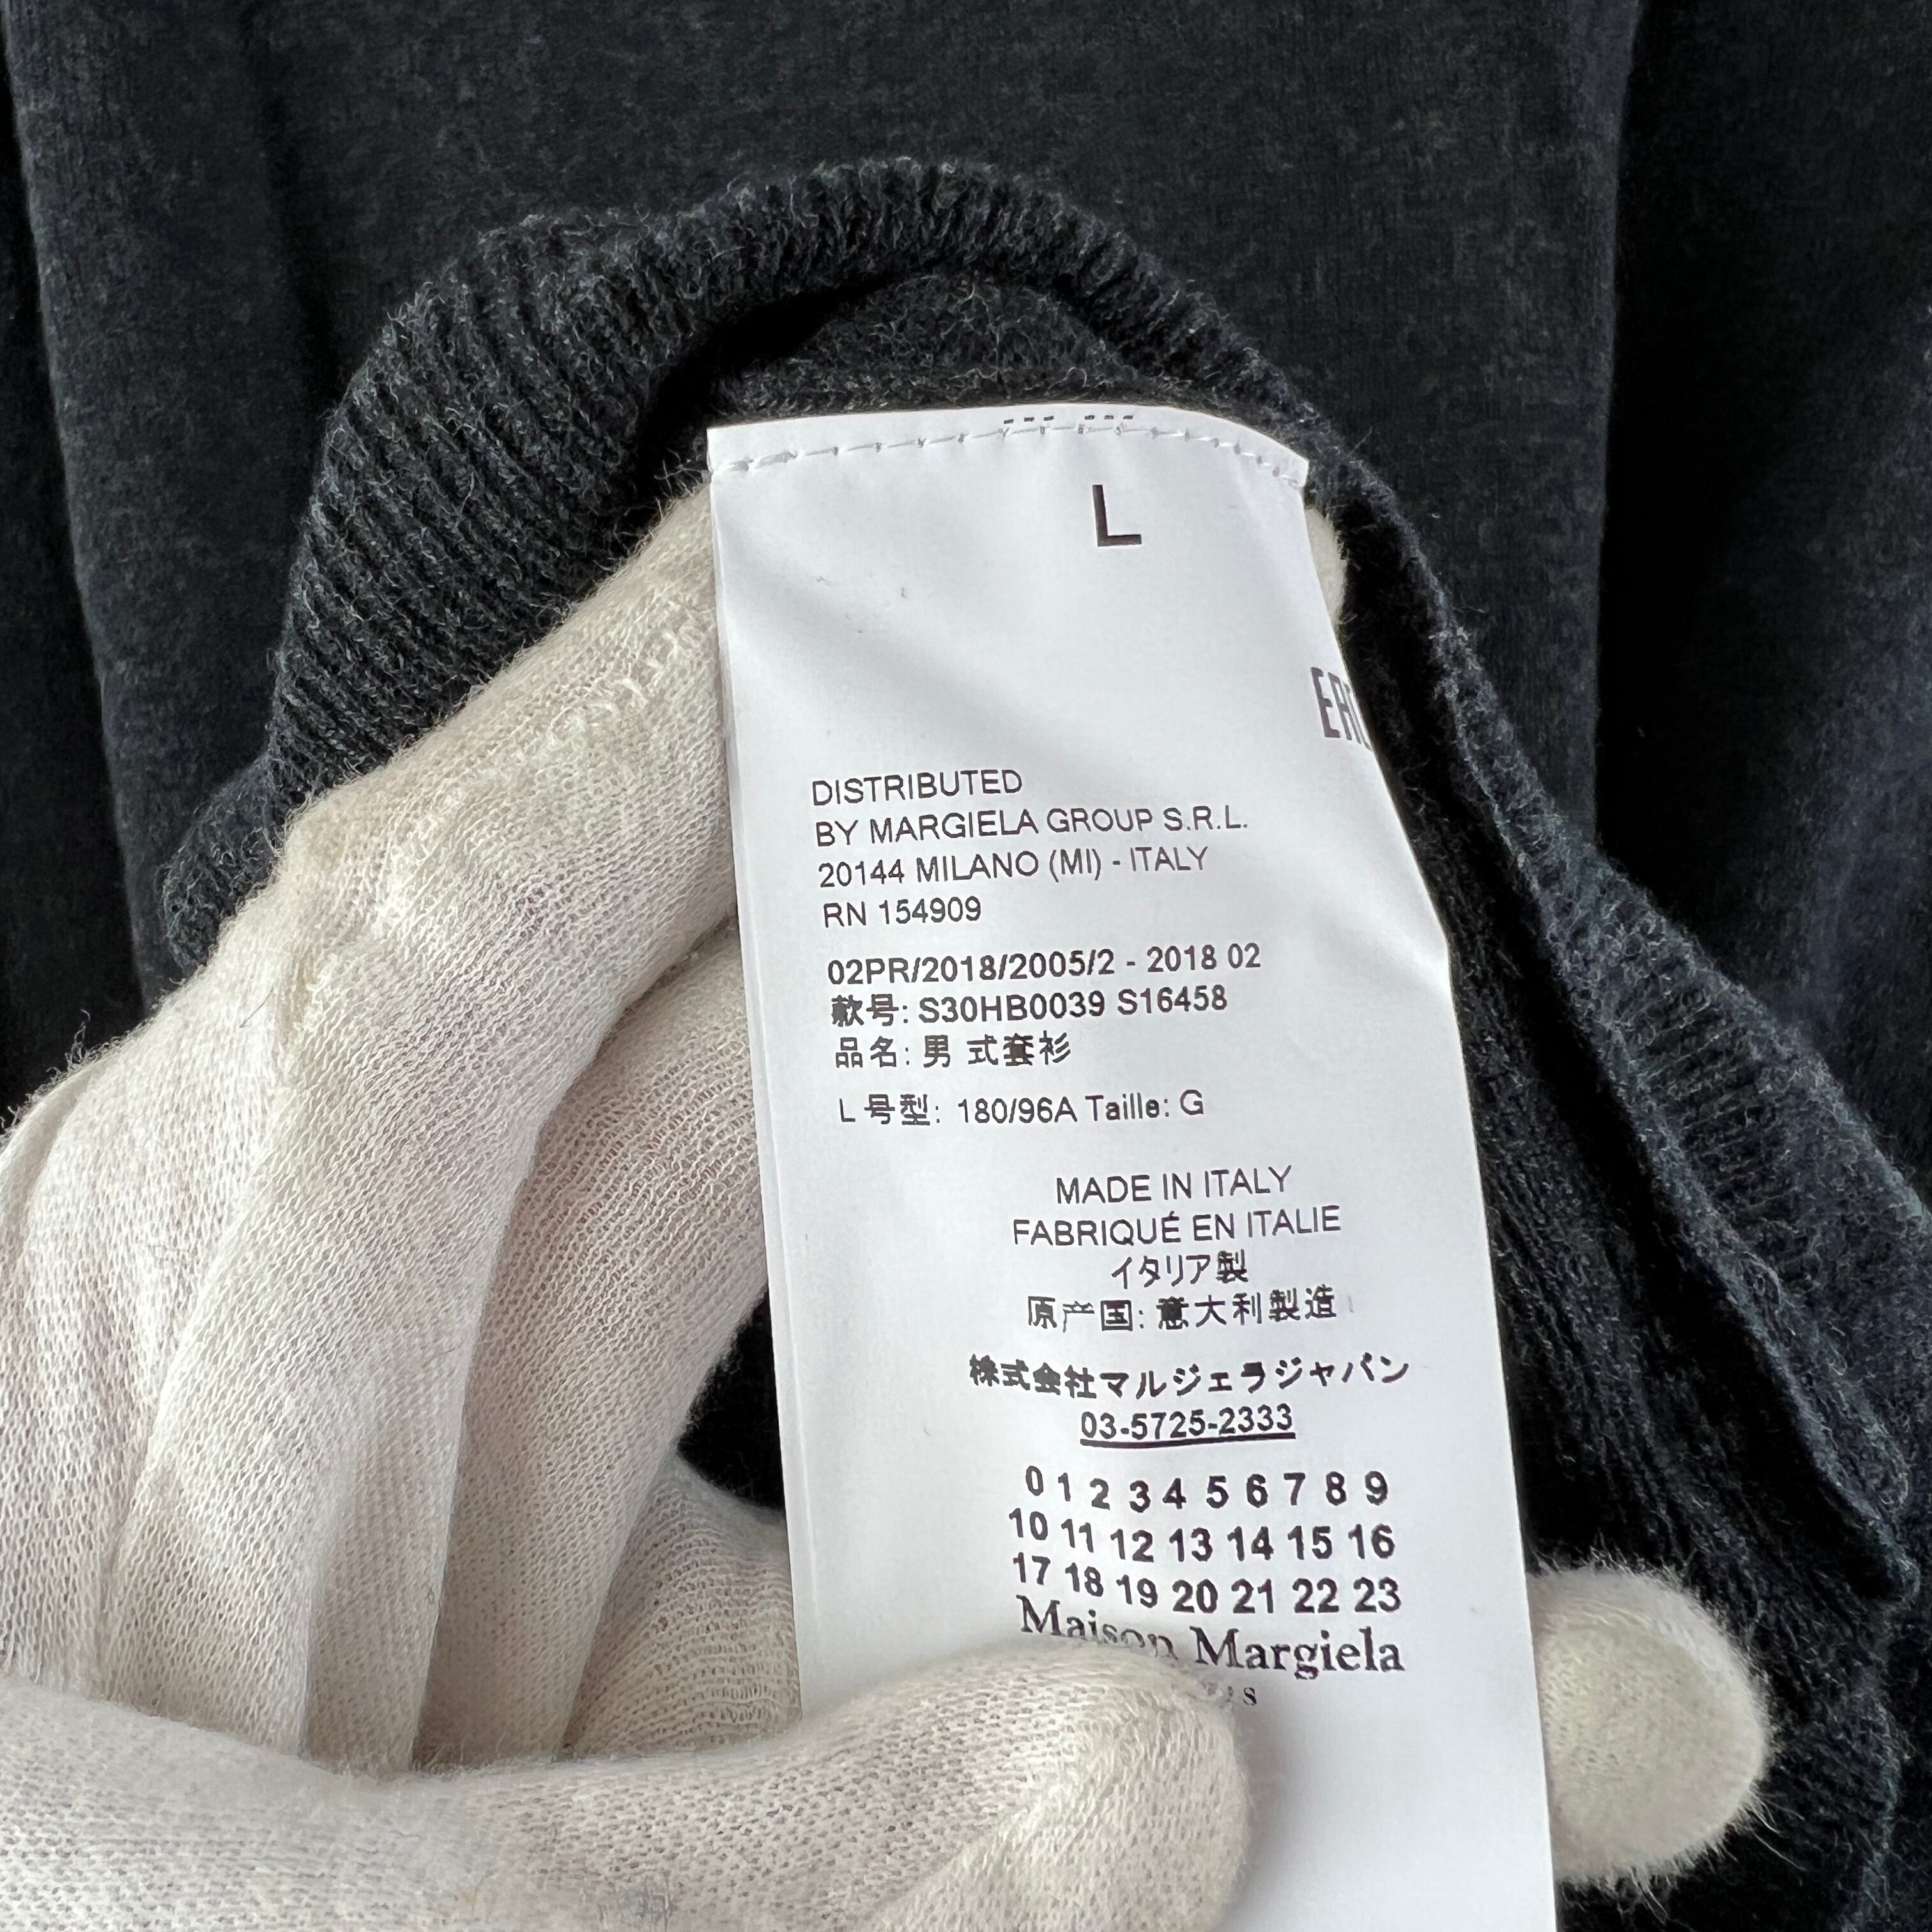 L
EAC
DISTRIBUTED
BY MARGIELA GROUP S.R.L.
20144 MILANO (MI) - ITALY
RN 154909
02PR/2018/2005/2 - 2018 02
款号: S30HB0039 S16458
品名: 男 式套衫
L 号型: 180/96A Taille: G
MADE IN ITALY
FABRIQUÉ EN ITALIE
イタリア製
原产国: 意大利製造
株式会社マルジェラジャパン
03-5725-2333
0 1 2 3 4 5 6 7 8 9
10 11 12 13 14 15 16
17 18 19 20 21 22 23
Maison Margiela